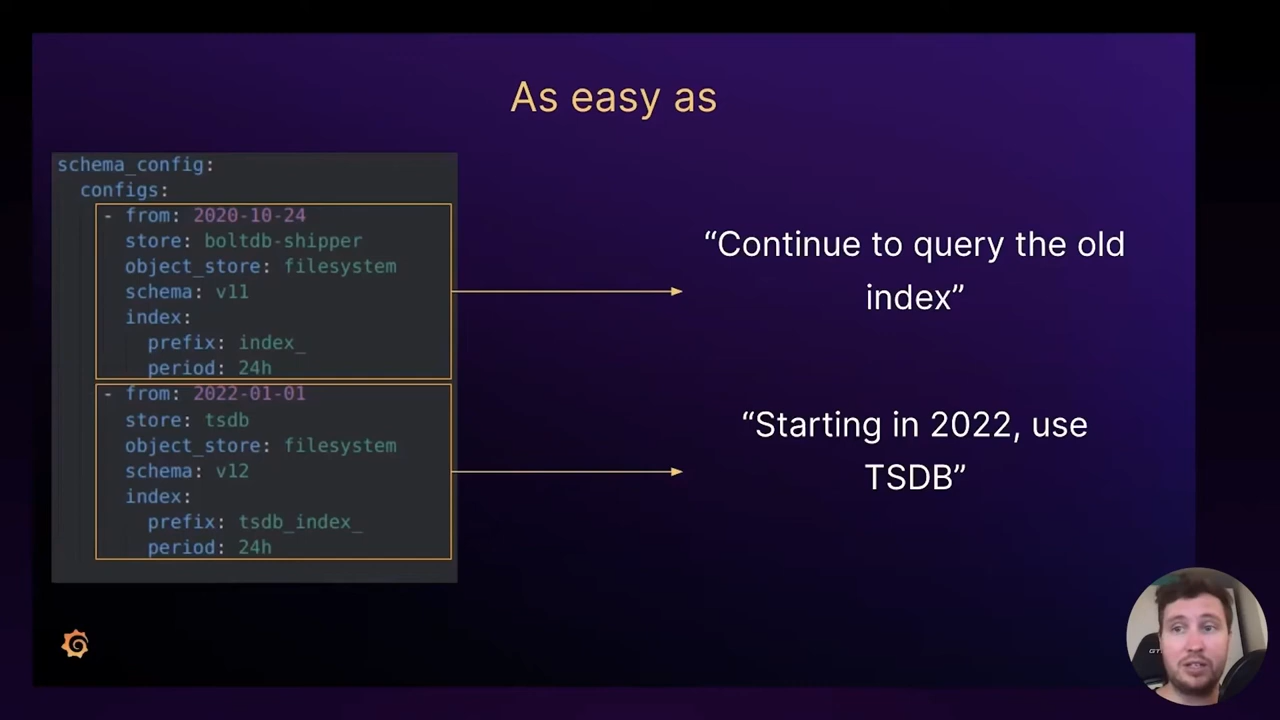 As easy as
schema_config:
configs:
- from: 2020-10-24
store: boltdb-shipper
object_store: filesystem
schema: v11
index:
prefix: index_
period: 24h
- from: 2022-01-01
store: tsdb
object_store: filesystem
schema: v12
index:
prefix: tsdb_index_
period: 24h
“Continue to query the old
index”
“Starting in 2022, use
TSDB”